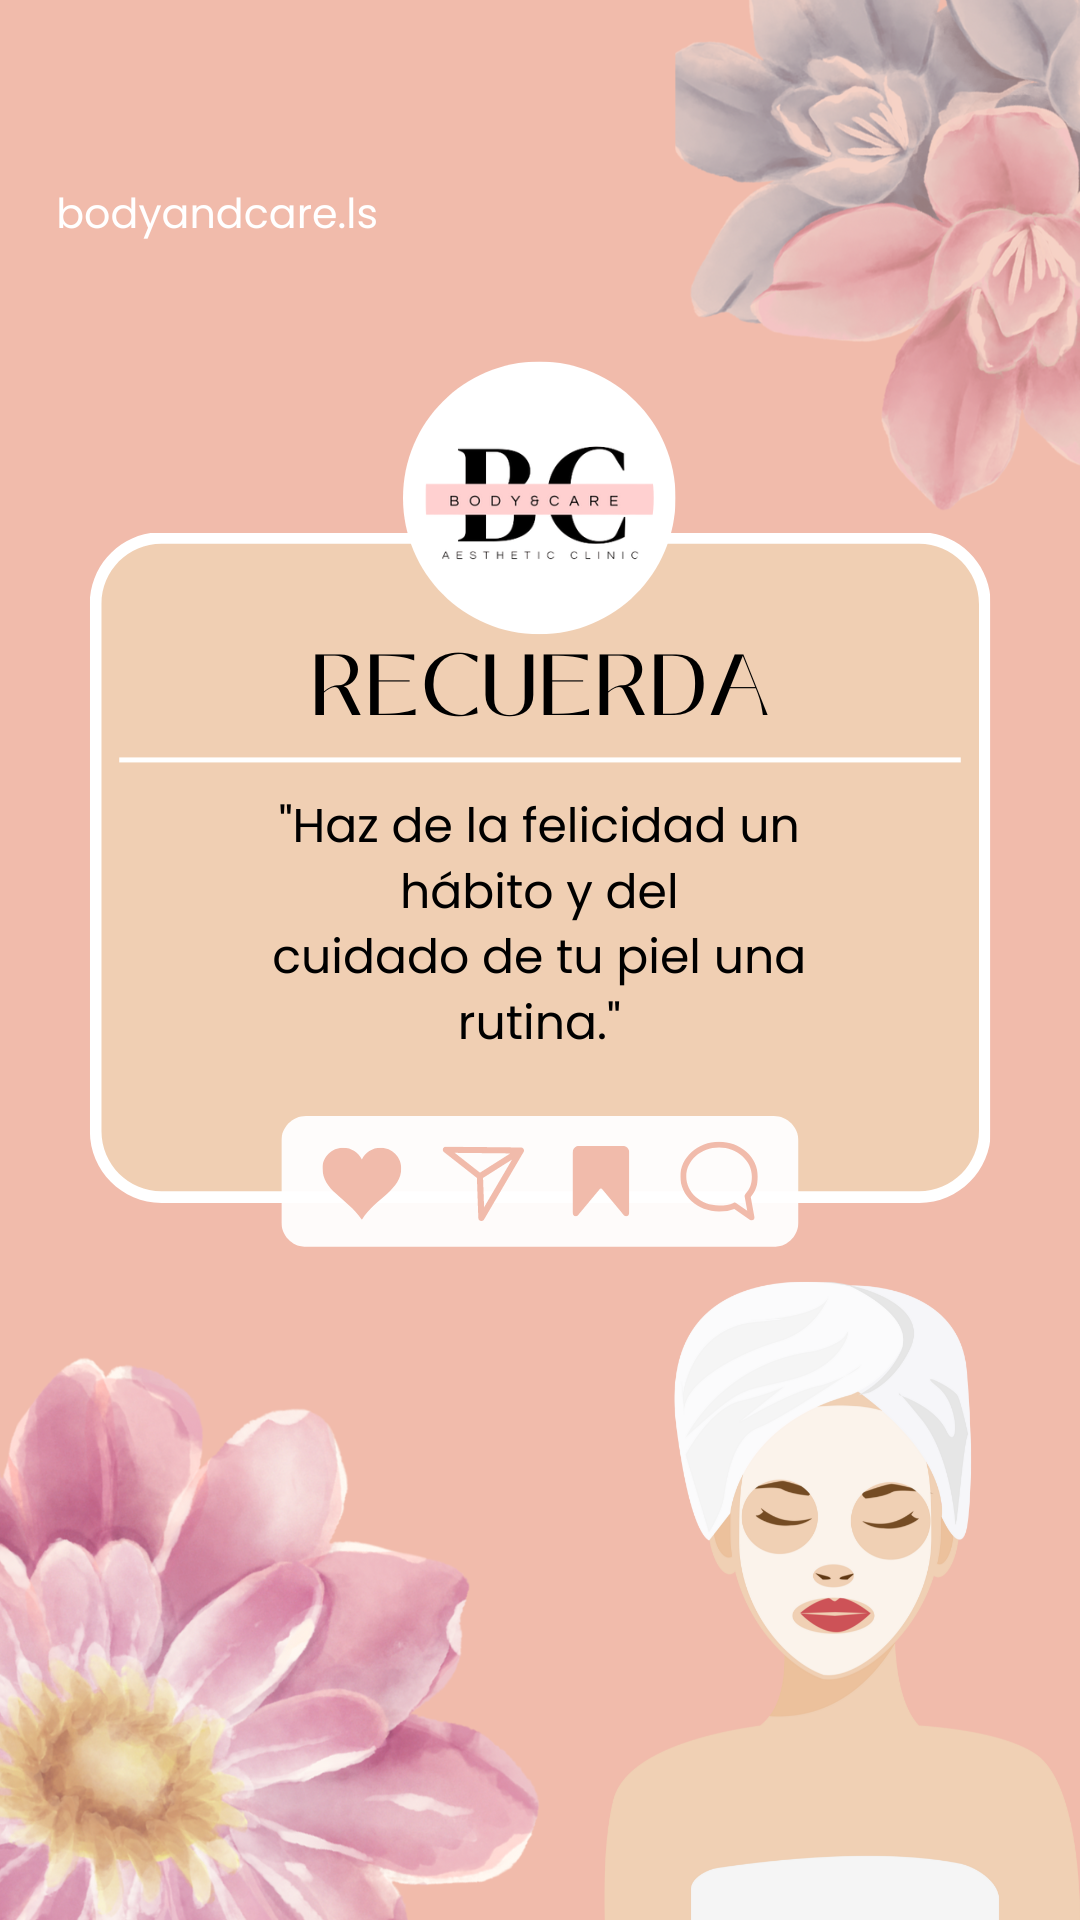 bodyandcare.ls
BC
BODY&CARE
AESTHETIC CLINIC
RECUERDA
"Haz de la felicidad un
hábito y del
cuidado de tu piel una
rutina."